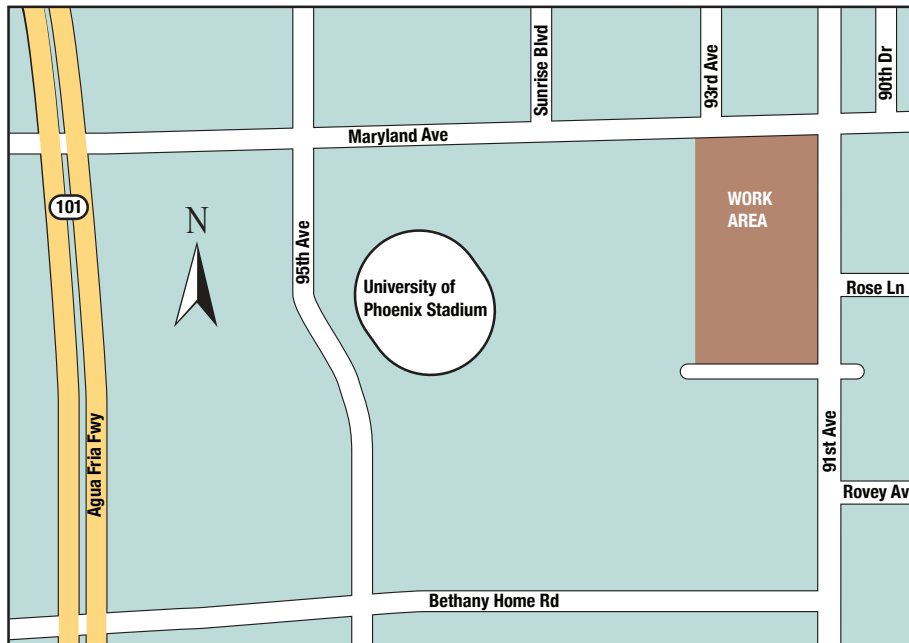 Sunrise Blvd
93rd Ave
90th Dr
Maryland Ave
101
N
95th Ave
WORK
AREA
University of
Phoenix Stadium
Rose Ln
Agua Fria Fwy
91st Ave
Rovey Av
Bethany Home Rd